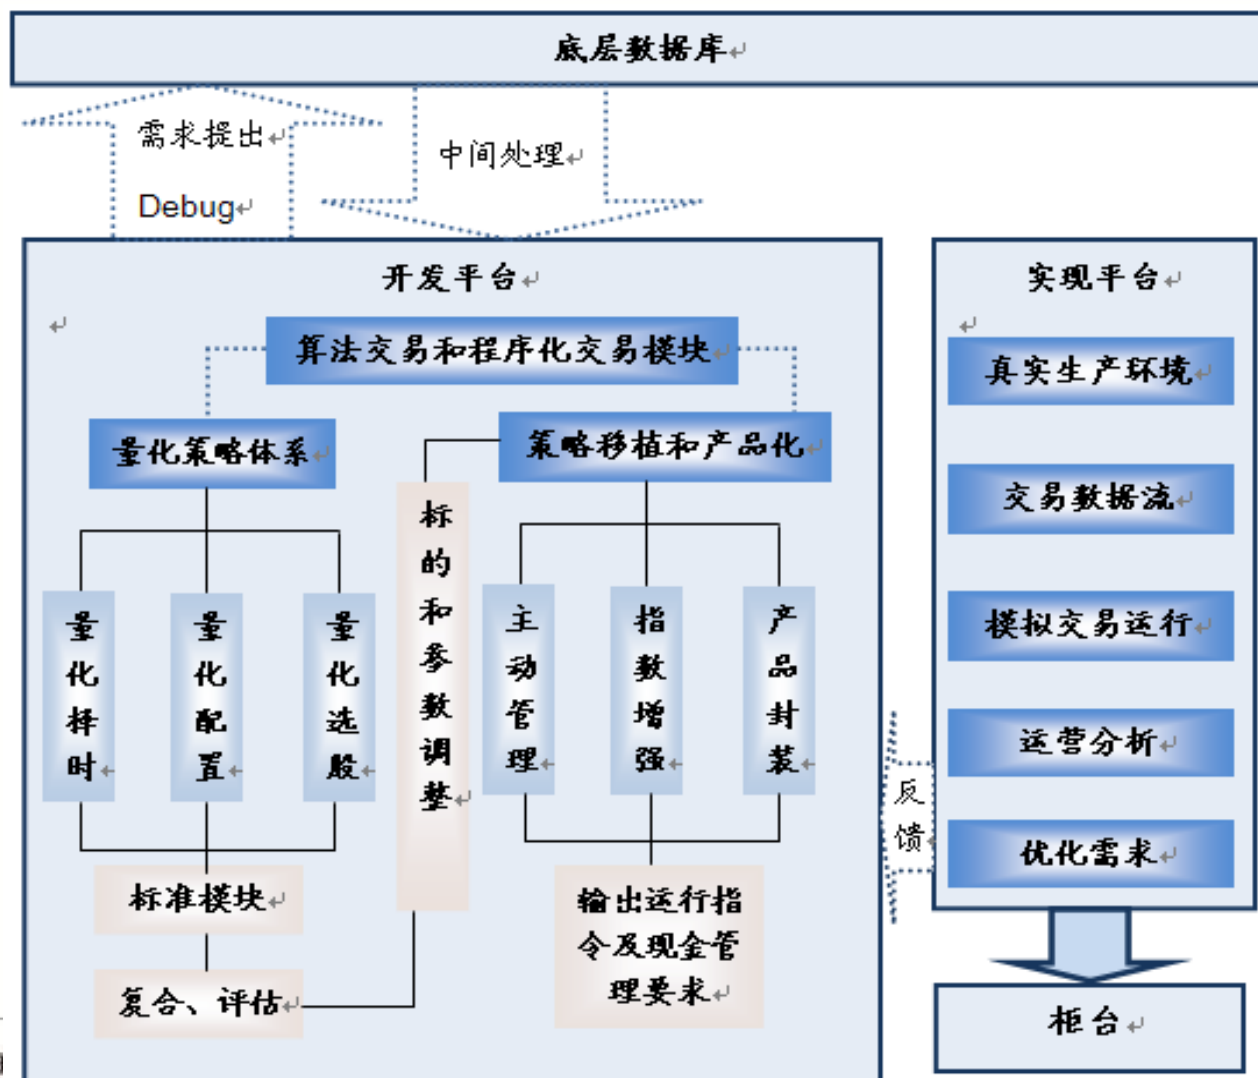 底层数据库
需求提出
Debug
中间处理
开发平台
算法交易和程序化交易模块
量化策略体系
策略移植和产品化
量化择时
量化配置
量化选股
标的和参数调整
主动管理
指数增强
产品封装
标准模块
复合、评估
输出运行指
令及现金管
理要求
反馈
实现平台
真实生产环境
交易数据流
模拟交易运行
运营分析
优化需求
柜台